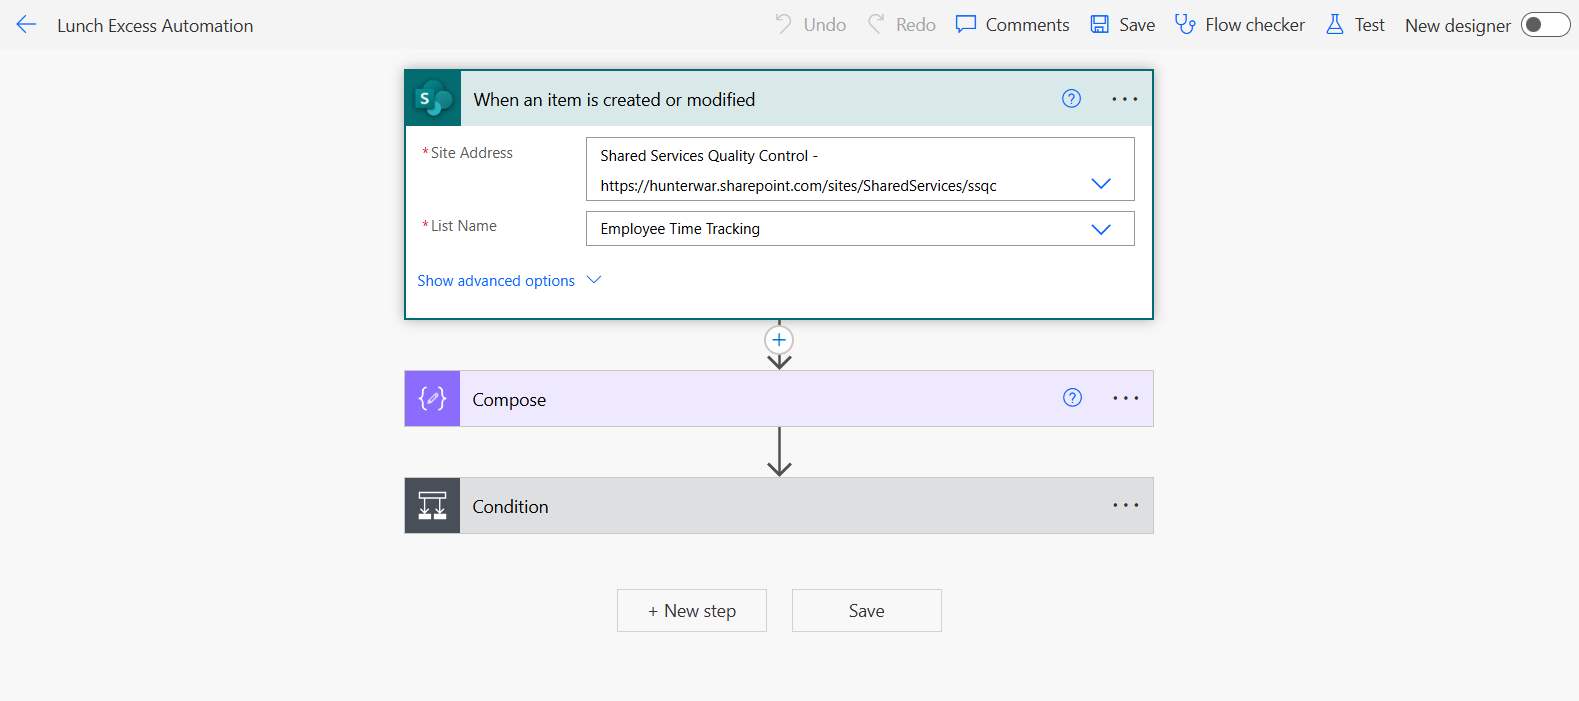 Lunch Excess Automation
Undo
Redo
Comments
Save
Flow checker
Test
New designer
S
When an item is created or modified
?
...
*Site Address
Shared Services Quality Control -
https://hunterwar.sharepoint.com/sites/SharedServices/ssqc
*List Name
Employee Time Tracking
Show advanced options
+
Compose
?
...
Condition
...
+ New step
Save